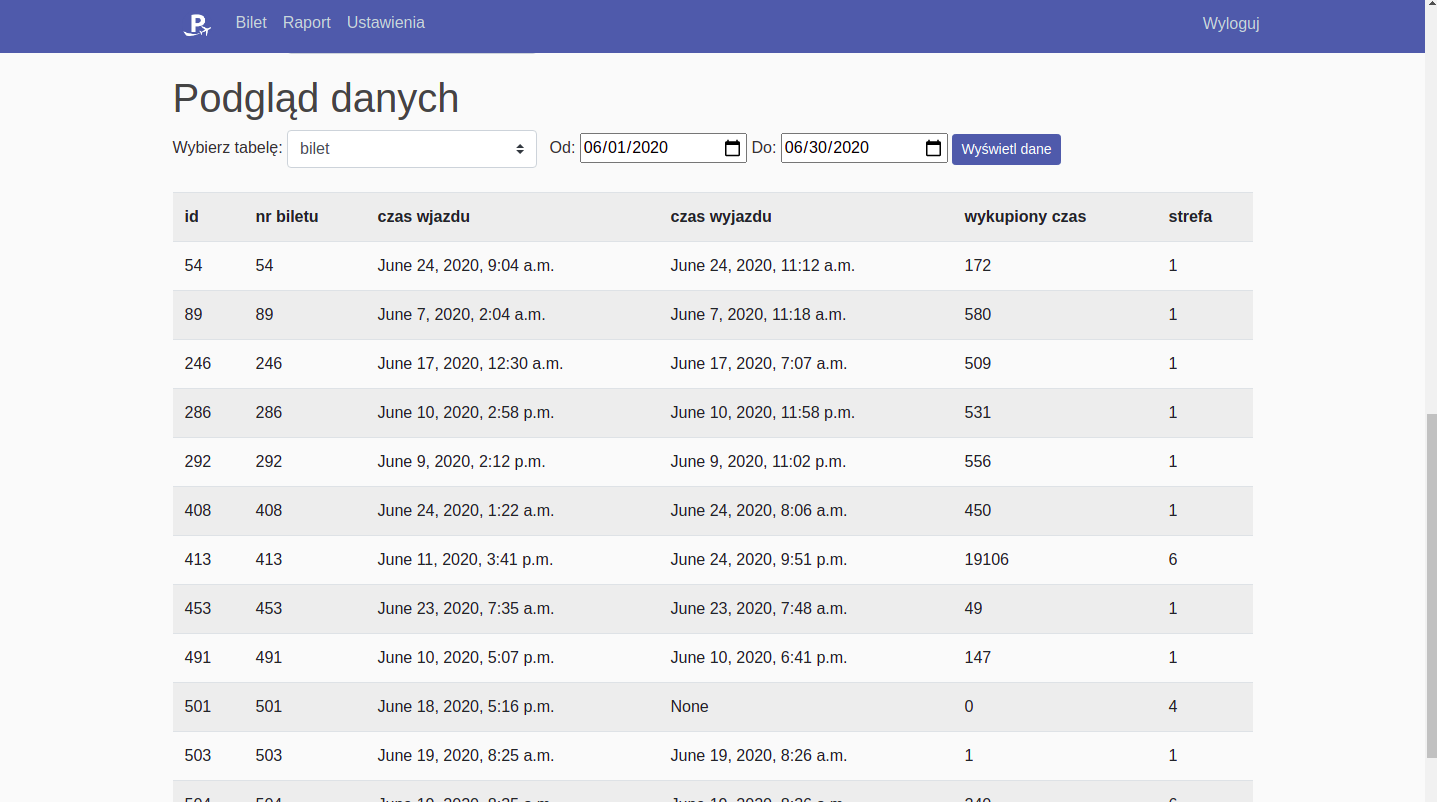 P Bilet Raport Ustawienia Wyloguj
Podgląd danych
Wybierz tabelę: bilet Od: 06/01/2020 Do: 06/30/2020 Wyświetl dane
id nr biletu czas wjazdu czas wyjazdu wykupiony czas strefa
54 54 June 24, 2020, 9:04 a.m. June 24, 2020, 11:12 a.m. 172 1
89 89 June 7, 2020, 2:04 a.m. June 7, 2020, 11:18 a.m. 580 1
246 246 June 17, 2020, 12:30 a.m. June 17, 2020, 7:07 a.m. 509 1
286 286 June 10, 2020, 2:58 p.m. June 10, 2020, 11:58 p.m. 531 1
292 292 June 9, 2020, 2:12 p.m. June 9, 2020, 11:02 p.m. 556 1
408 408 June 24, 2020, 1:22 a.m. June 24, 2020, 8:06 a.m. 450 1
413 413 June 11, 2020, 3:41 p.m. June 24, 2020, 9:51 p.m. 19106 6
453 453 June 23, 2020, 7:35 a.m. June 23, 2020, 7:48 a.m. 49 1
491 491 June 10, 2020, 5:07 p.m. June 10, 2020, 6:41 p.m. 147 1
501 501 June 18, 2020, 5:16 p.m. None 0 4
503 503 June 19, 2020, 8:25 a.m. June 19, 2020, 8:26 a.m. 1 1